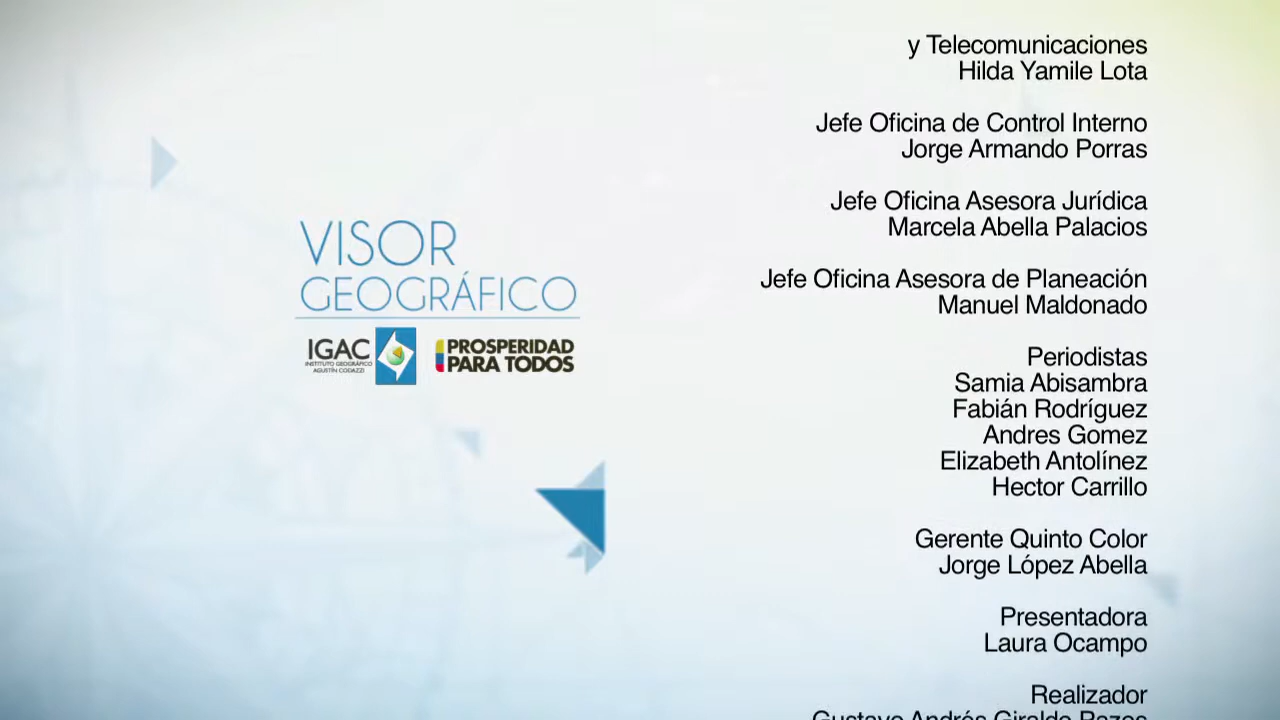 VISOR
GEOGRÁFICO
IGAC
INSTITUTO GEOGRÁFICO
AGUSTÍN CODAZZI
PROSPERIDAD
PARA TODOS
y Telecomunicaciones
Hilda Yamile Lota
Jefe Oficina de Control Interno
Jorge Armando Porras
Jefe Oficina Asesora Jurídica
Marcela Abella Palacios
Jefe Oficina Asesora de Planeación
Manuel Maldonado
Periodistas
Samia Abisambra
Fabián Rodríguez
Andres Gomez
Elizabeth Antolínez
Hector Carrillo
Gerente Quinto Color
Jorge López Abella
Presentadora
Laura Ocampo
Realizador
Gustavo Andrés Giraldo